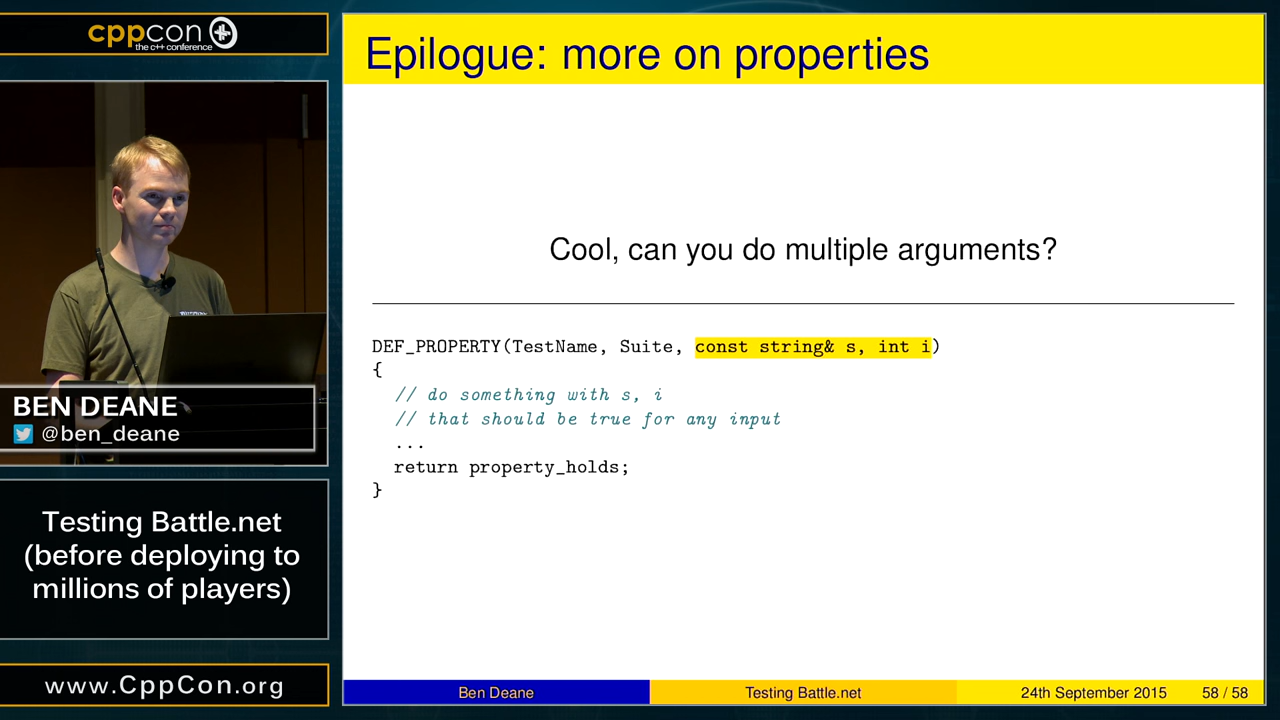 cppcon
the c++ conference
BEN DEANE
@ben_deane
Testing Battle.net
(before deploying to
millions of players)
www.CppCon.org
Epilogue: more on properties
Cool, can you do multiple arguments?
DEF_PROPERTY(TestName, Suite, const string& s, int i)
{
// do something with s, i
// that should be true for any input
...
return property_holds;
}
Ben Deane
Testing Battle.net
24th September 2015
58 / 58